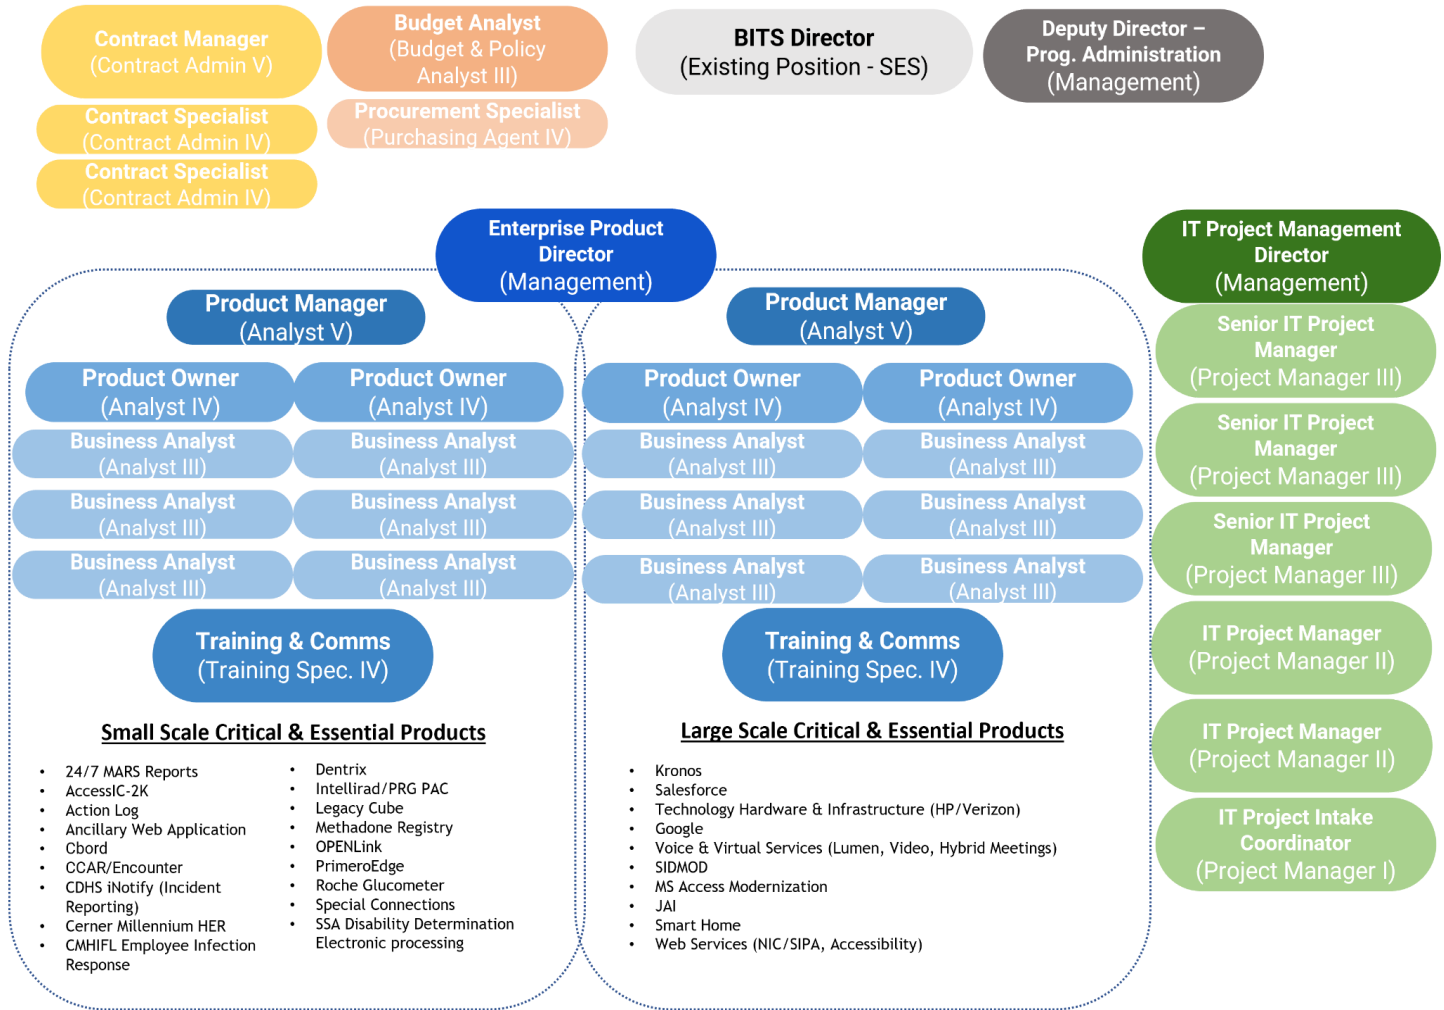 Contract Manager
(Contract Admin V)
Contract Specialist
(Contract Admin IV)
Contract Specialist
(Contract Admin IV)
Budget Analyst
(Budget & Policy
Analyst III)
Procurement Specialist
(Purchasing Agent IV)
BITS Director
(Existing Position - SES)
Deputy Director –
Prog. Administration
(Management)
Enterprise Product
Director
(Management)
Product Manager
(Analyst V)
Product Owner
(Analyst IV)
Product Owner
(Analyst IV)
Business Analyst
(Analyst III)
Business Analyst
(Analyst III)
Business Analyst
(Analyst III)
Business Analyst
(Analyst III)
Business Analyst
(Analyst III)
Business Analyst
(Analyst III)
Training & Comms
(Training Spec. IV)
Small Scale Critical & Essential Products
• 24/7 MARS Reports
• AccessIC-2K
• Action Log
• Ancillary Web Application
• Cbord
• CCAR/Encounter
• CDHS iNotify (Incident
Reporting)
• Cerner Millennium HER
• CMHIFL Employee Infection
Response
• Dentrix
• Intellirad/PRG PAC
• Legacy Cube
• Methadone Registry
• OPENLink
• PrimeroEdge
• Roche Glucometer
• Special Connections
• SSA Disability Determination
Electronic processing
Product Manager
(Analyst V)
Product Owner
(Analyst IV)
Product Owner
(Analyst IV)
Business Analyst
(Analyst III)
Business Analyst
(Analyst III)
Business Analyst
(Analyst III)
Business Analyst
(Analyst III)
Business Analyst
(Analyst III)
Business Analyst
(Analyst III)
Training & Comms
(Training Spec. IV)
Large Scale Critical & Essential Products
• Kronos
• Salesforce
• Technology Hardware & Infrastructure (HP/Verizon)
• Google
• Voice & Virtual Services (Lumen, Video, Hybrid Meetings)
• SIDMOD
• MS Access Modernization
• JAI
• Smart Home
• Web Services (NIC/SIPA, Accessibility)
IT Project Management
Director
(Management)
Senior IT Project
Manager
(Project Manager III)
Senior IT Project
Manager
(Project Manager III)
Senior IT Project
Manager
(Project Manager III)
IT Project Manager
(Project Manager II)
IT Project Manager
(Project Manager II)
IT Project Intake
Coordinator
(Project Manager I)